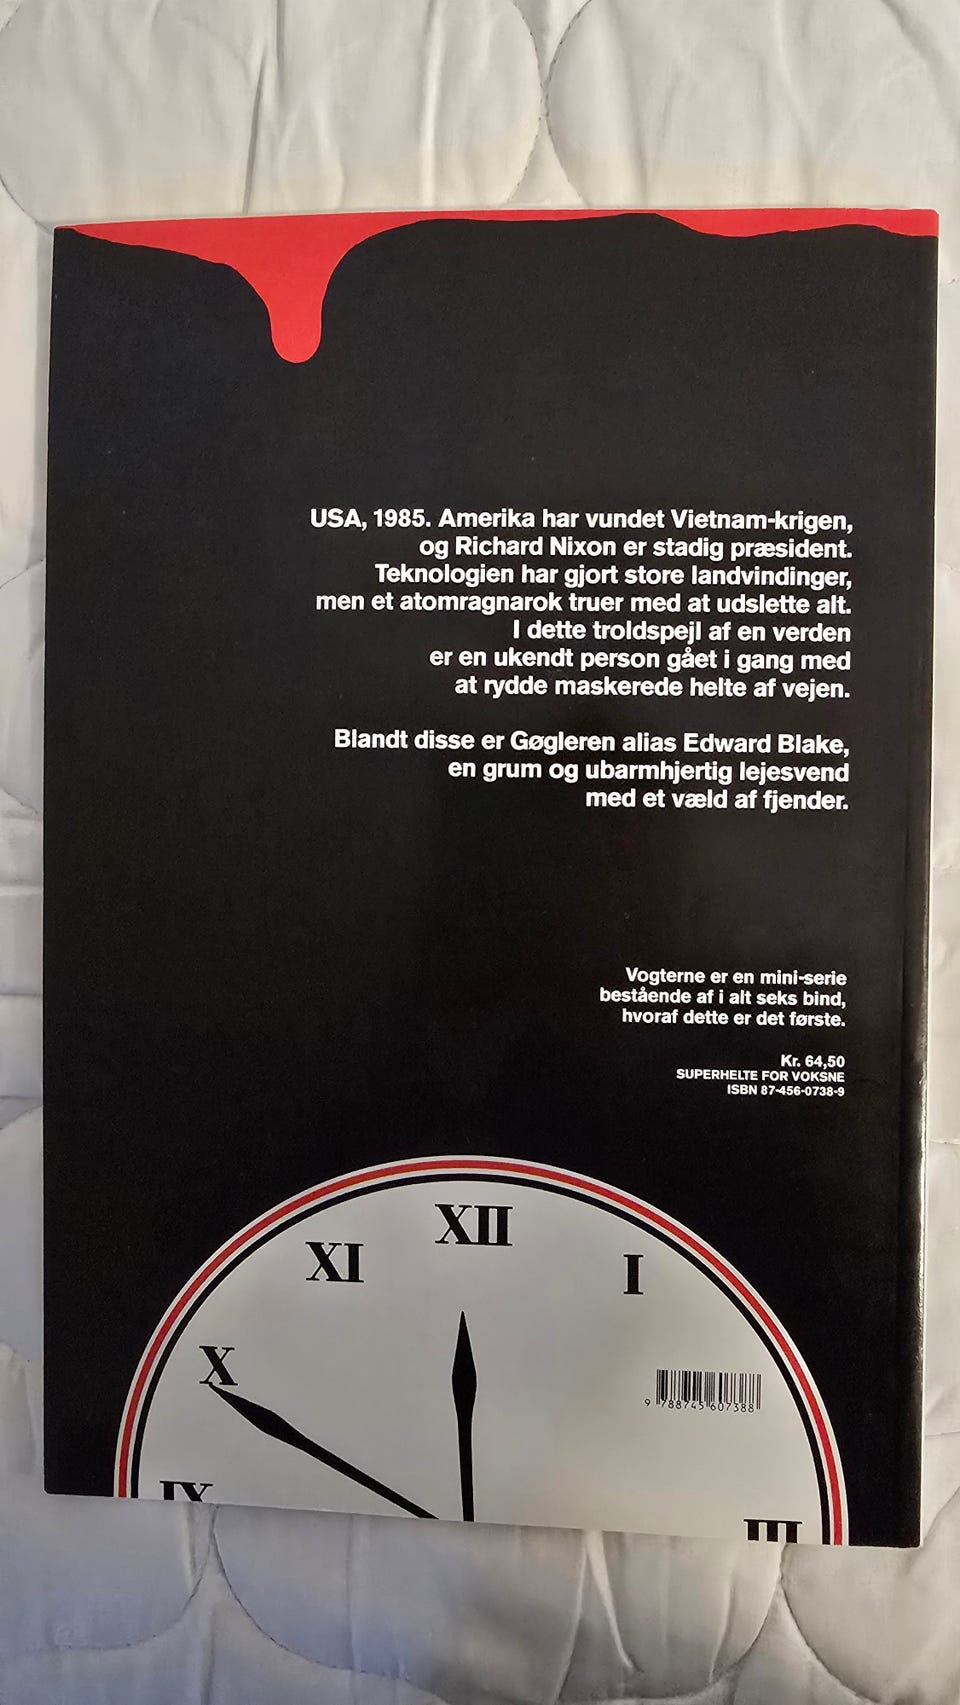 USA, 1985. Amerika har vundet Vietnam-krigen,
og Richard Nixon er stadig præsident.
Teknologien har gjort store landvindinger,
men et atomragnarok truer med at udslette alt.
I dette troldspejl af en verden
er en ukendt person gået i gang med
at rydde maskerede helte af vejen.
Blandt disse er Gøgleren alias Edward Blake,
en grum og ubarmhjertig lejesvend
med et væld af fjender.
Vogterne er en mini-serie
bestående af i alt seks bind,
hvoraf dette er det første.
Kr. 64,50
SUPERHELTE FOR VOKSNE
ISBN 87-456-0738-9
XII
XI
I
X
9 788745 607388
IX
III